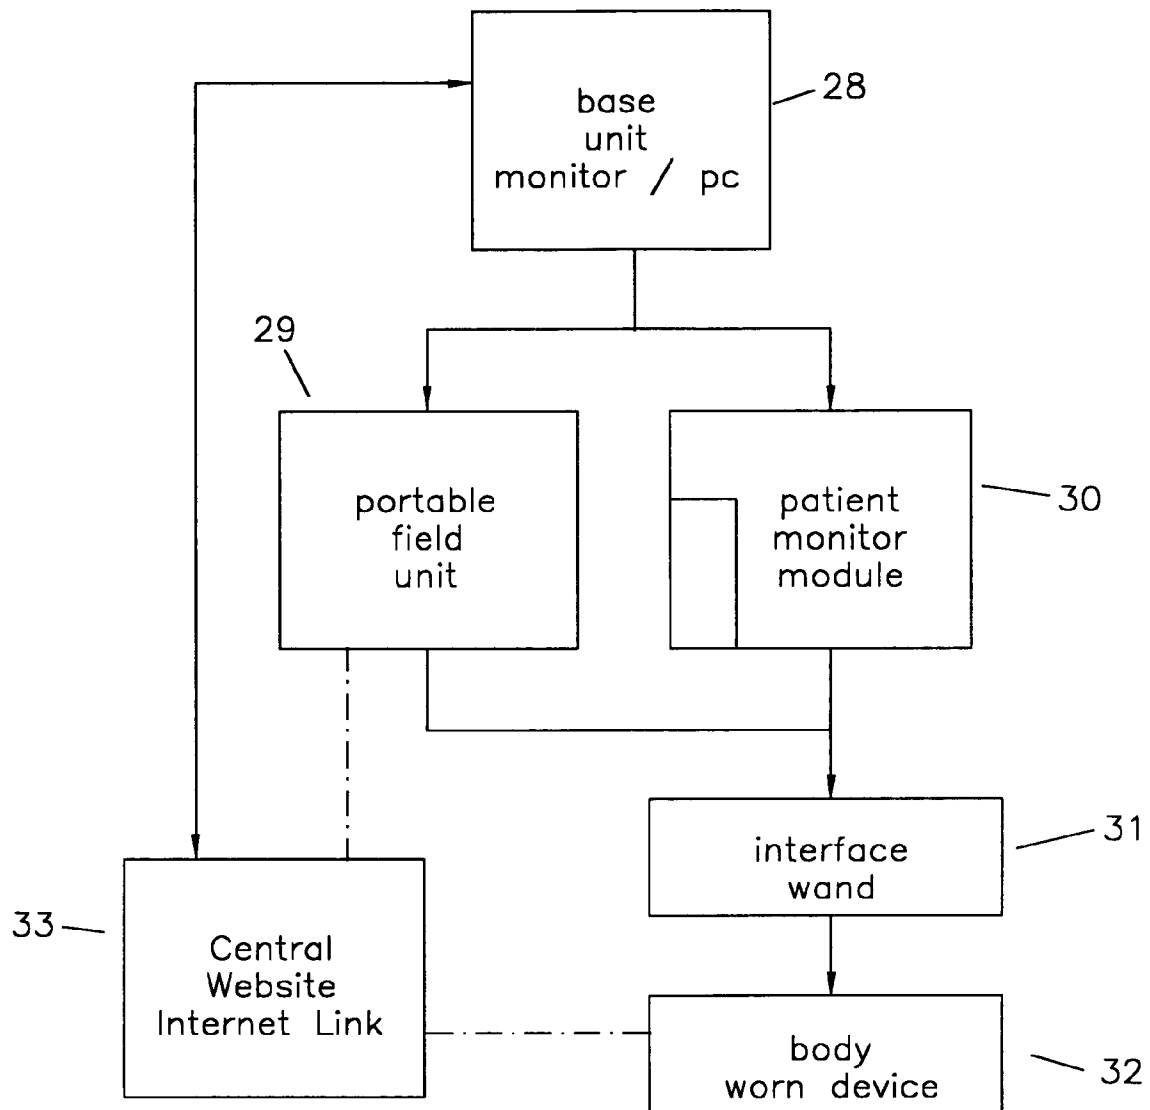 base
unit
monitor / pc
28
29
portable
field
unit
patient
monitor
module
30
interface
wand
31
33
Central
Website
Internet Link
body
worn device
32